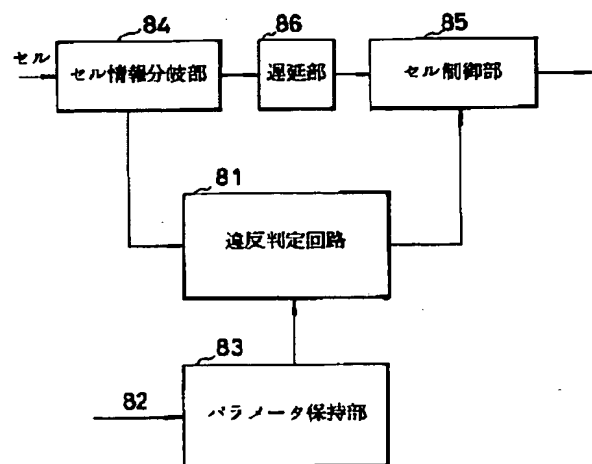 84
86
85
セル
セル情報分岐部
遅延部
セル制御部
81
違反判定回路
83
82
パラメータ保持部